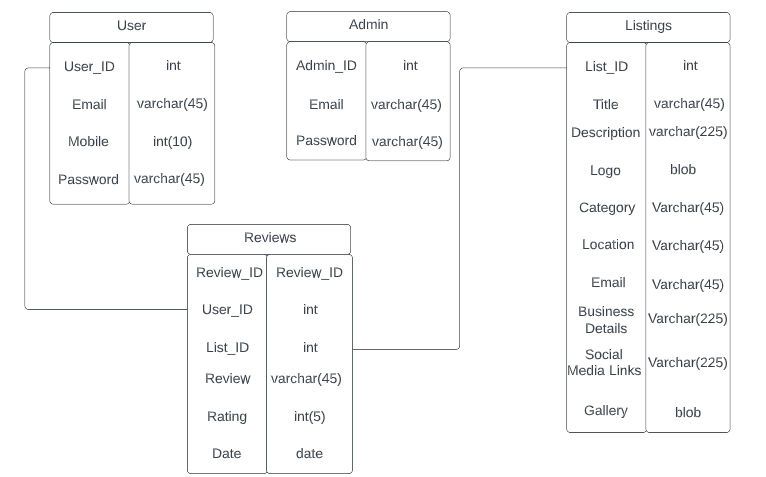 User
User_ID int
Email varchar(45)
Mobile int(10)
Password varchar(45)
Admin
Admin_ID int
Email varchar(45)
Password varchar(45)
Listings
List_ID int
Title varchar(45)
Description varchar(225)
Logo blob
Category Varchar(45)
Location Varchar(45)
Email Varchar(45)
Business
Details Varchar(225)
Social
Media Links Varchar(225)
Gallery blob
Reviews
Review_ID Review_ID
User_ID int
List_ID int
Review varchar(45)
Rating int(5)
Date date